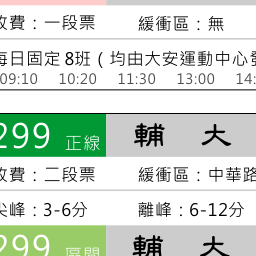 收費：一段票 緩衝區：無
每日固定 8班 ( 均由大安運動中心發
09:10 10:20 11:30 13:00 14:
299 正線 輔 大
收費：二段票 緩衝區：中華路
尖峰：3-6分 離峰：6-12分
299 區間 輔 大